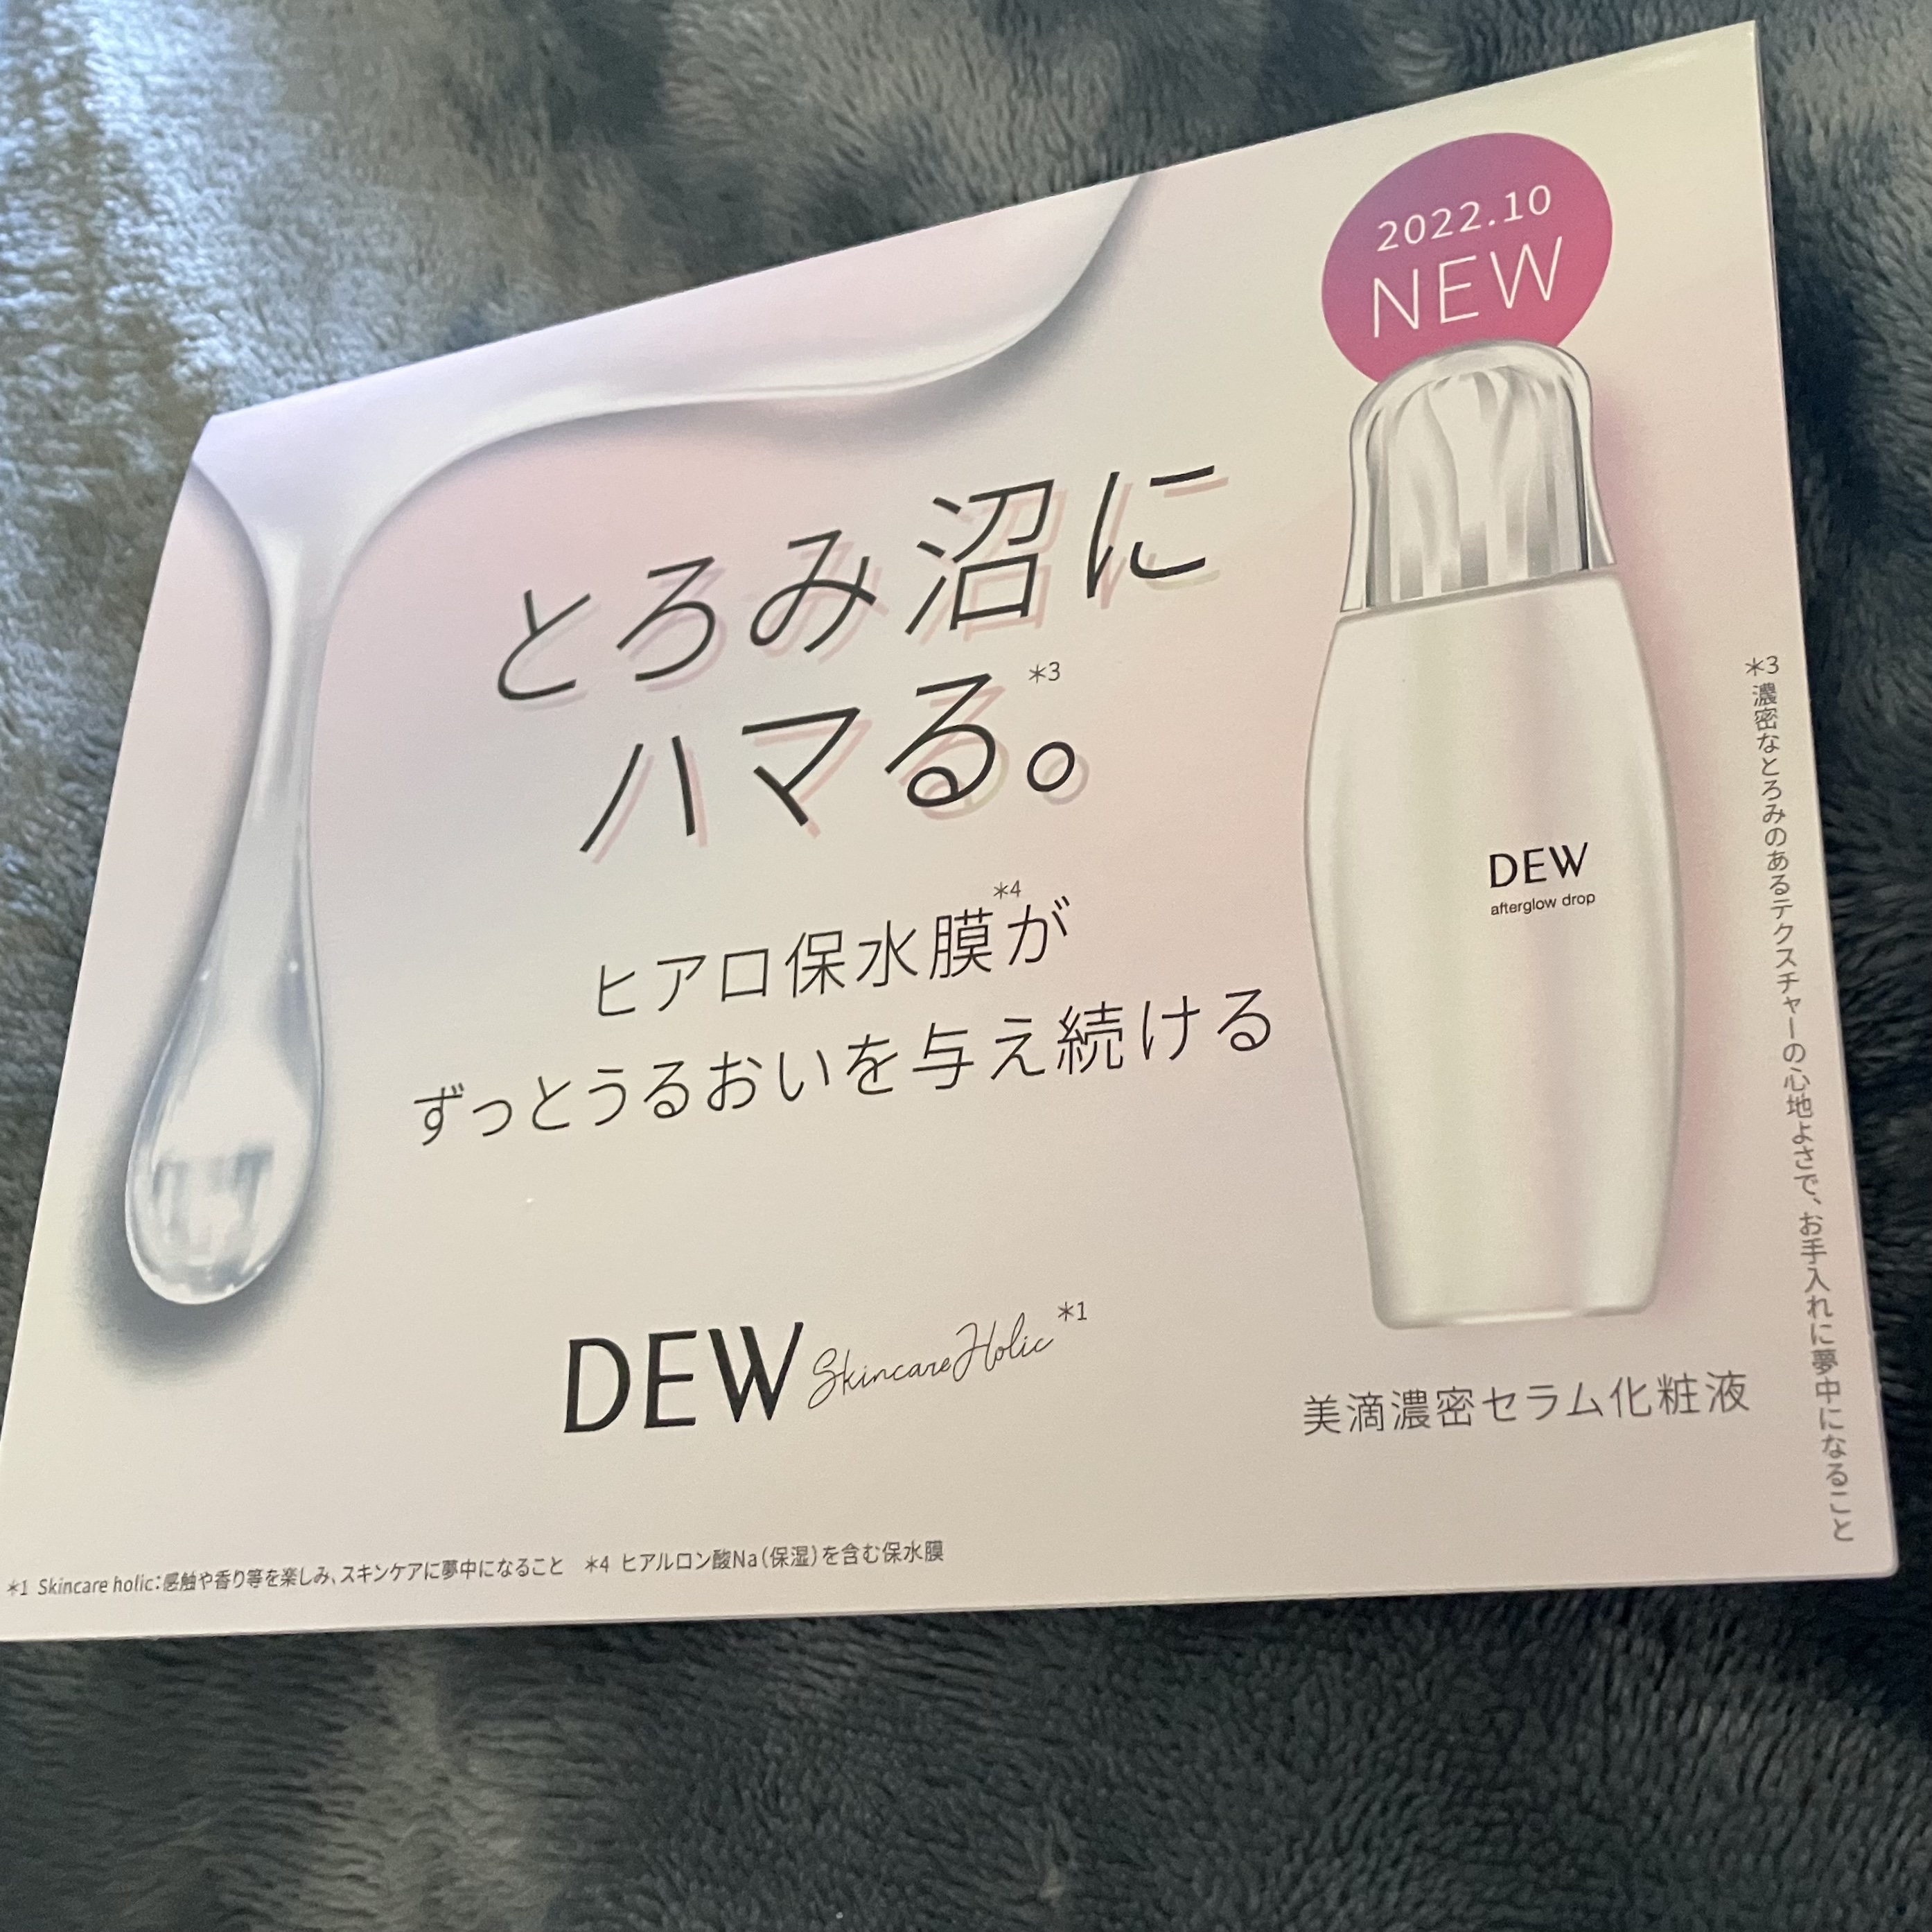 2022.10
NEW
とろみ沼に
ハマる。*3
ヒアロ保水膜*4が
ずっとうるおいを与え続ける
DEW
afterglow drop
DEW Skincare Holic*1
美滴濃密セラム化粧液
*3 濃密なとろみのあるテクスチャーの心地よさで、お手入れに夢中になること
*1 Skincare holic:感触や香り等を楽しみ、スキンケアに夢中になること *4 ヒアルロン酸Na(保湿)を含む保水膜